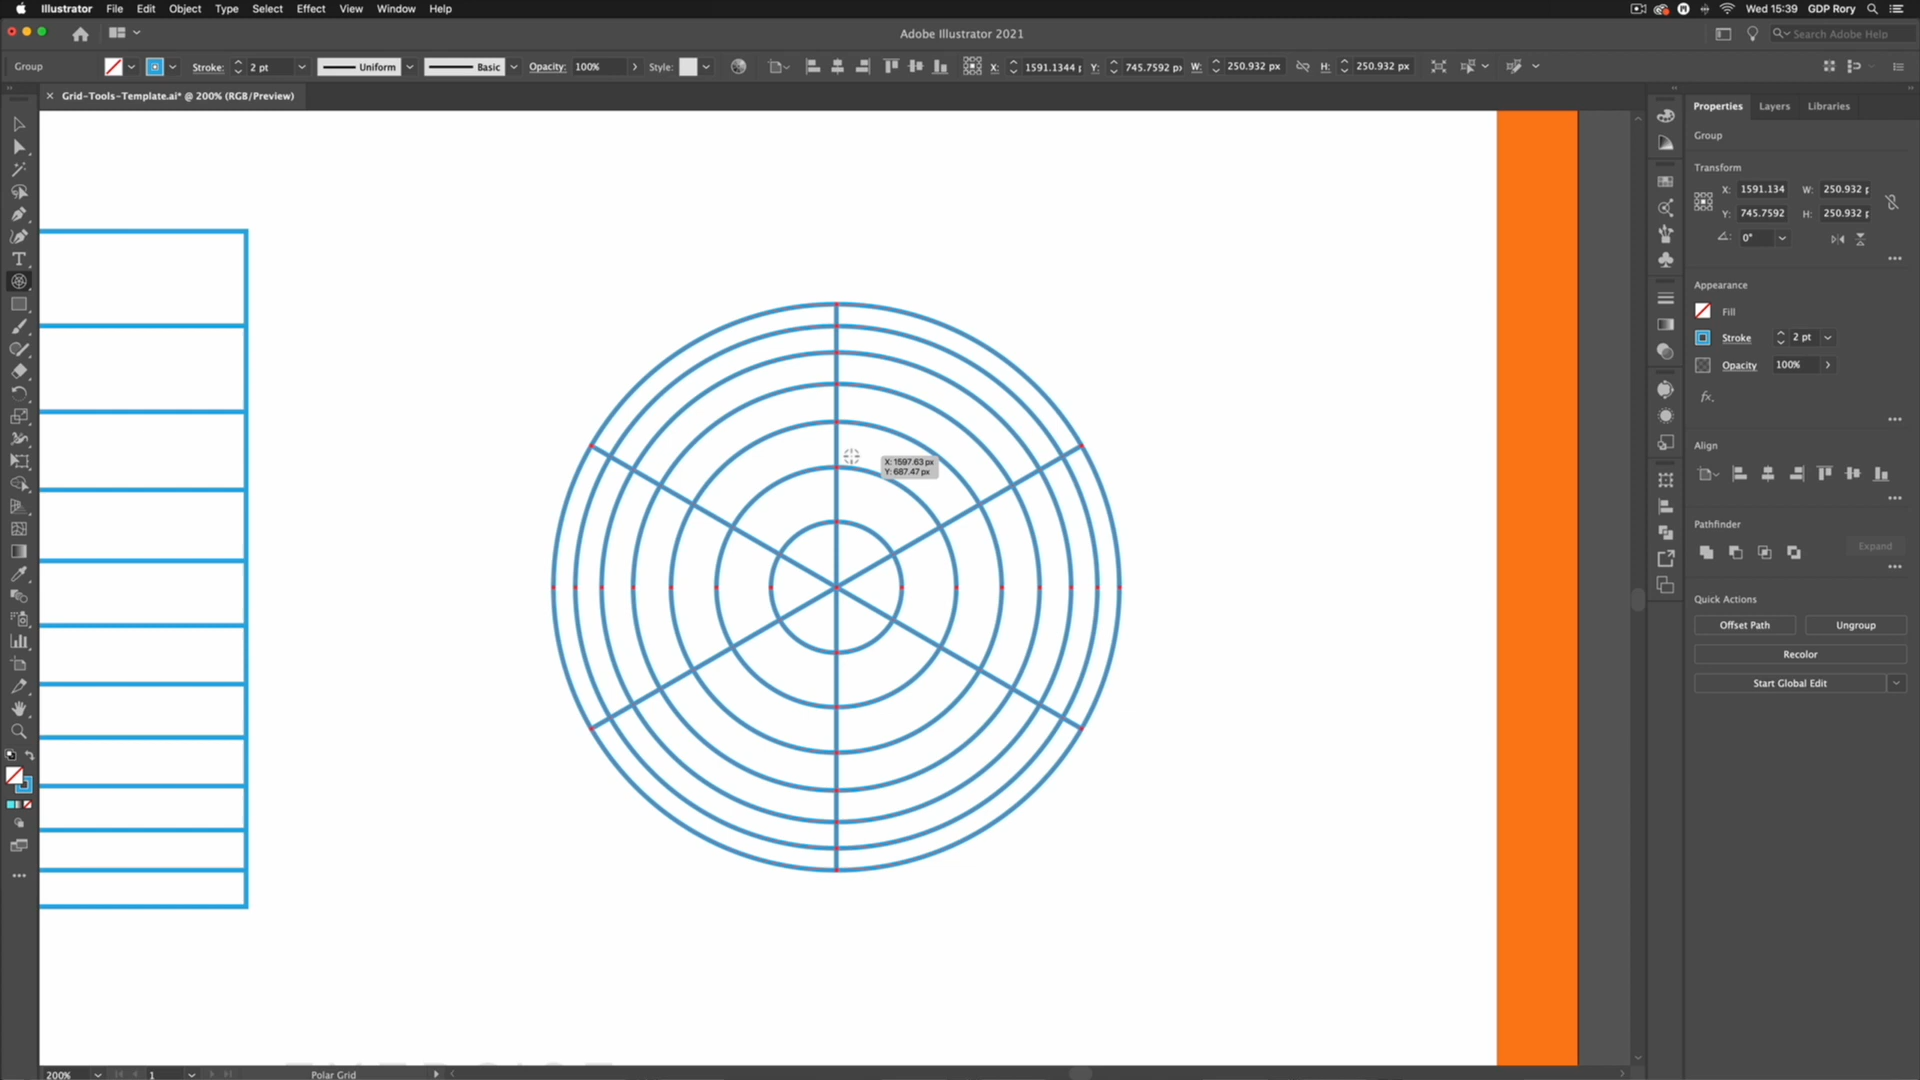 Illustrator File Edit Object Type Select Effect View Window Help
Wed 15:39 GDP Rory
Adobe Illustrator 2021
Search Adobe Help
Group Stroke: 2 pt Uniform Basic Opacity: 100% Style: X: 1591.1344 Y: 745.7592 px W: 250.932 px H: 250.932 px
Grid-Tools-Template.ai* @ 200% (RGB/Preview)
Properties Layers Libraries
Group
Transform
X: 1591.134 W: 250.932
Y: 745.7592 H: 250.932
0°
Appearance
Fill
Stroke 2 pt
Opacity 100%
fx.
Align
X: 1597.63 px
Y: 687.47 px
Pathfinder
Expand
Quick Actions
Offset Path Ungroup
Recolor
Start Global Edit
200% 1 Polar Grid